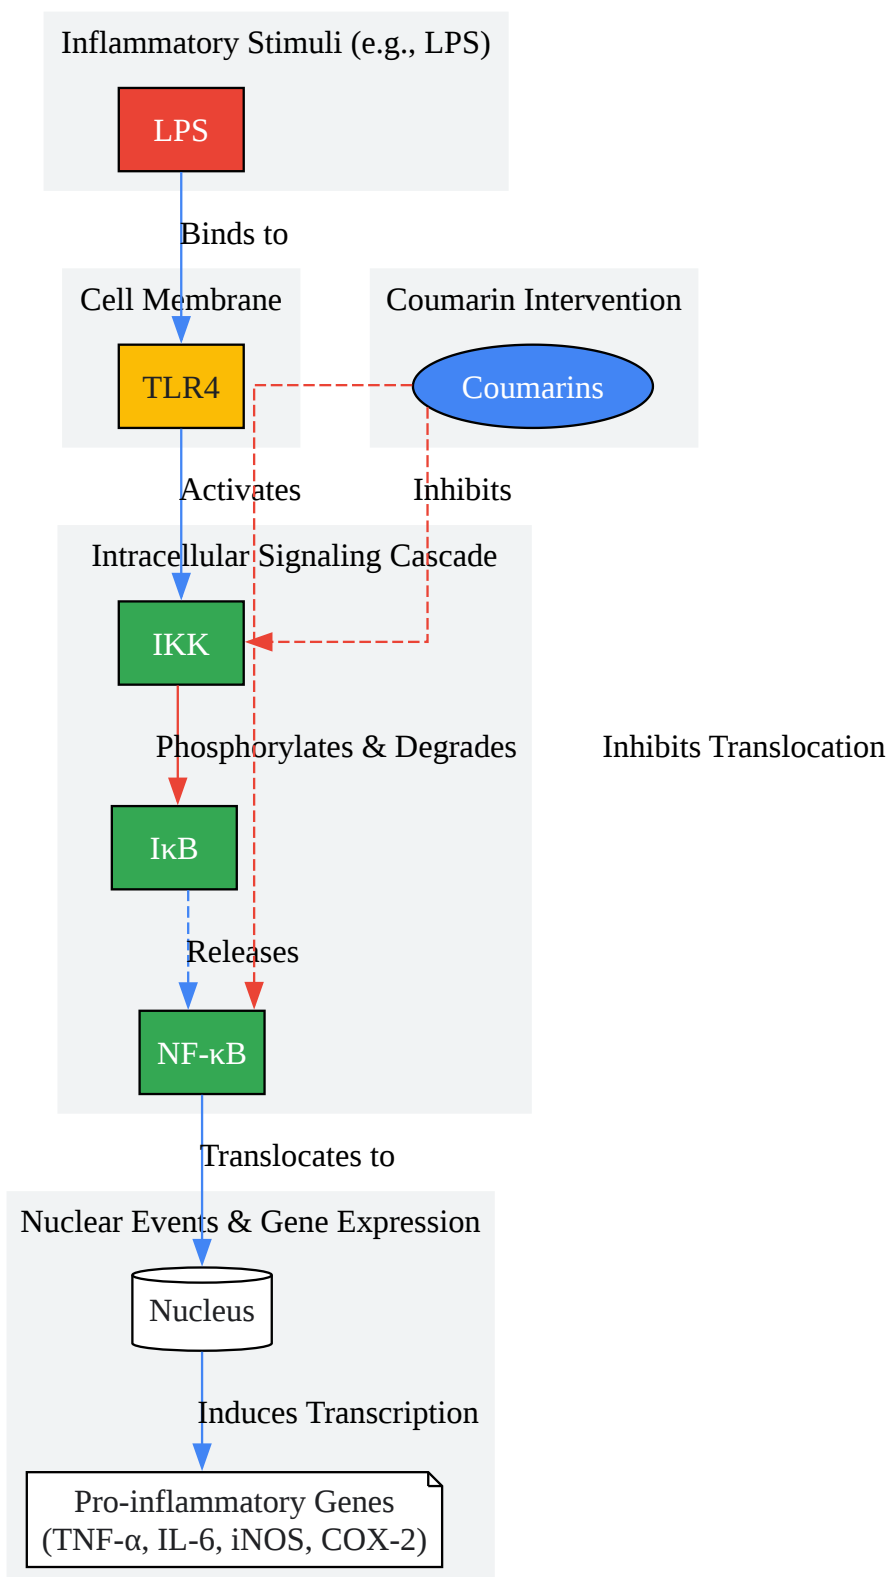 Inflammatory Stimuli (e.g., LPS)
LPS
Binds to
Cell Membrane
Coumarin Intervention
TLR4
Coumarins
Activates
Inhibits
Intracellular Signaling Cascade
IKK
Phosphorylates & Degrades
Inhibits Translocation
IκB
Releases
NF-κB
Translocates to
Nuclear Events & Gene Expression
Nucleus
Induces Transcription
Pro-inflammatory Genes
(TNF-α, IL-6, iNOS, COX-2)